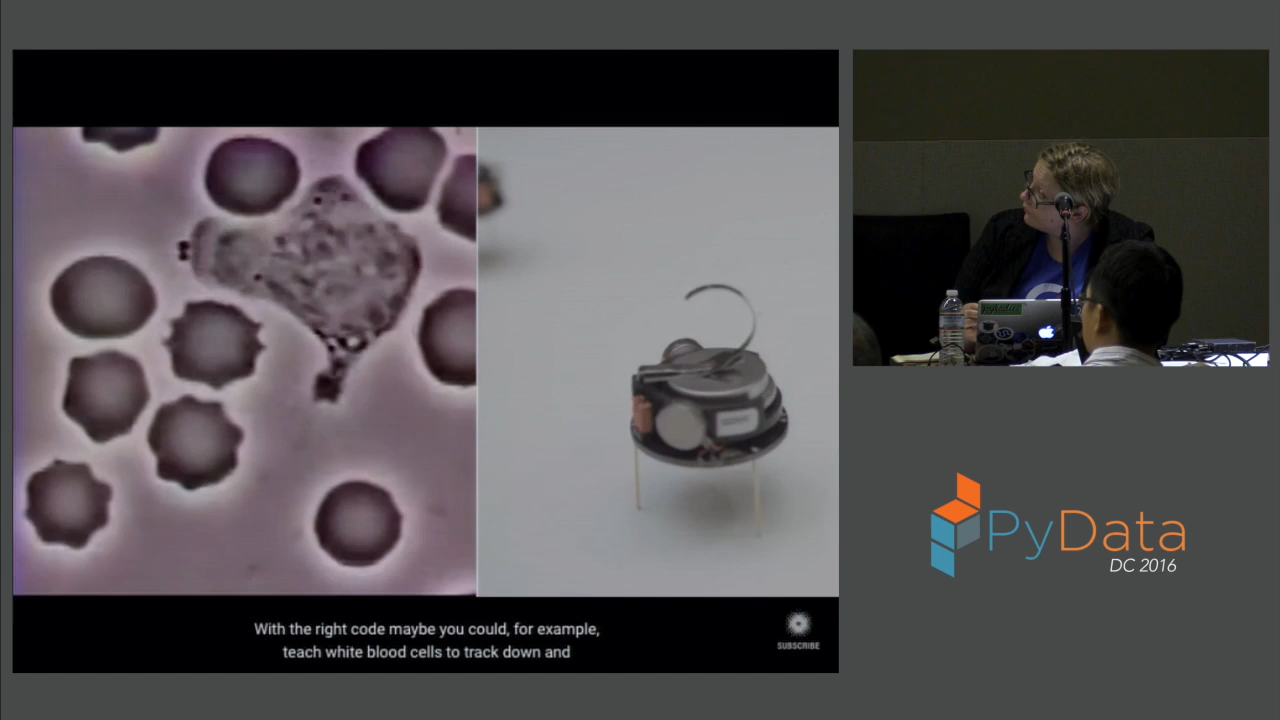 With the right code maybe you could, for example,
teach white blood cells to track down and
SUBSCRIBE
PyData
DC 2016